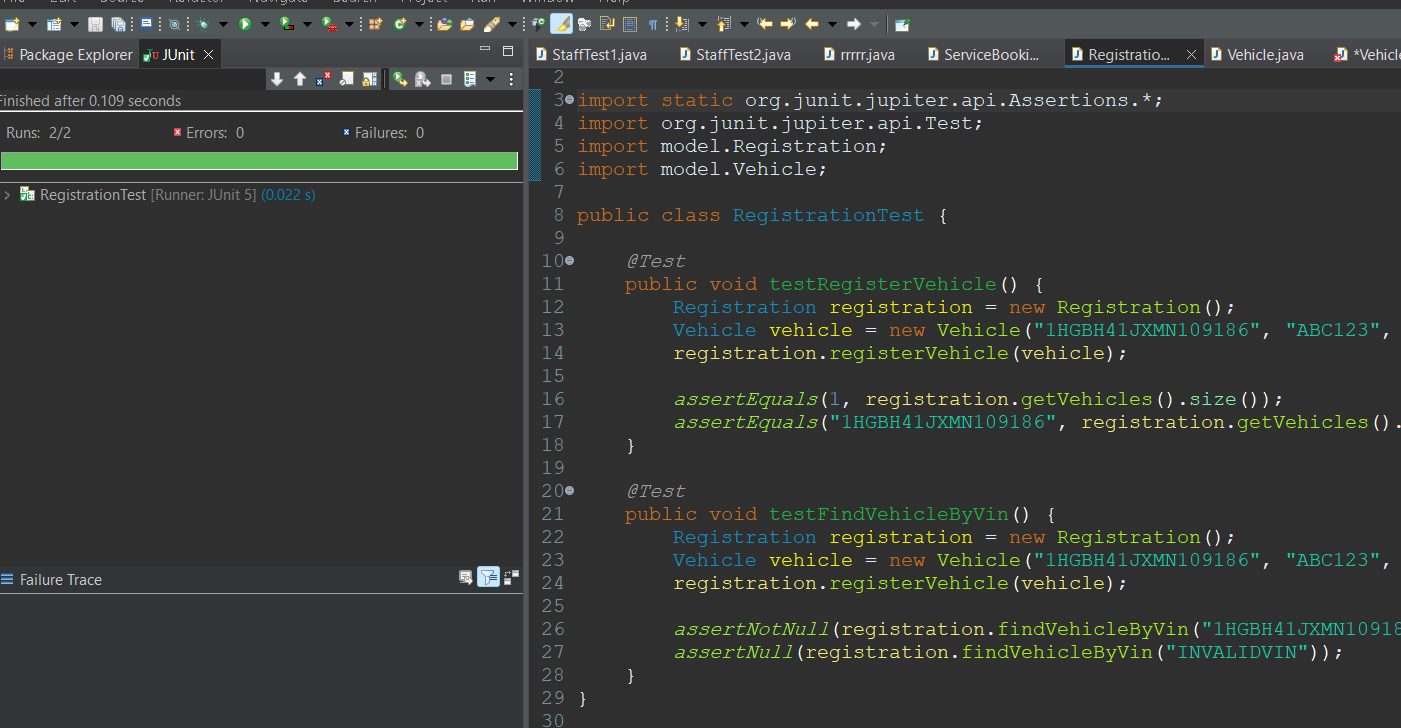 Package Explorer
JUnit
StaffTest1.java
StaffTest2.java
rrrrr.java
ServiceBooki...
Registratio...
Vehicle.java
Finished after 0.109 seconds
Runs: 2/2
Errors: 0
Failures: 0
RegistrationTest [Runner: JUnit 5] (0.022 s)
Failure Trace
2
3 import static org.junit.jupiter.api.Assertions.*;
4 import org.junit.jupiter.api.Test;
5 import model.Registration;
6 import model.Vehicle;
7
8 public class RegistrationTest {
9
10 @Test
11 public void testRegisterVehicle() {
12 Registration registration = new Registration();
13 Vehicle vehicle = new Vehicle("1HGBH41JXMN109186", "ABC123",
14 registration.registerVehicle(vehicle);
15
16 assertEquals(1, registration.getVehicles().size());
17 assertEquals("1HGBH41JXMN109186", registration.getVehicles().
18 }
19
20 @Test
21 public void testFindVehicleByVin() {
22 Registration registration = new Registration();
23 Vehicle vehicle = new Vehicle("1HGBH41JXMN109186", "ABC123",
24 registration.registerVehicle(vehicle);
25
26 assertNotNull(registration.findVehicleByVin("1HGBH41JXMN10918
27 assertNull(registration.findVehicleByVin("INVALIDVIN"));
28 }
29 }
30